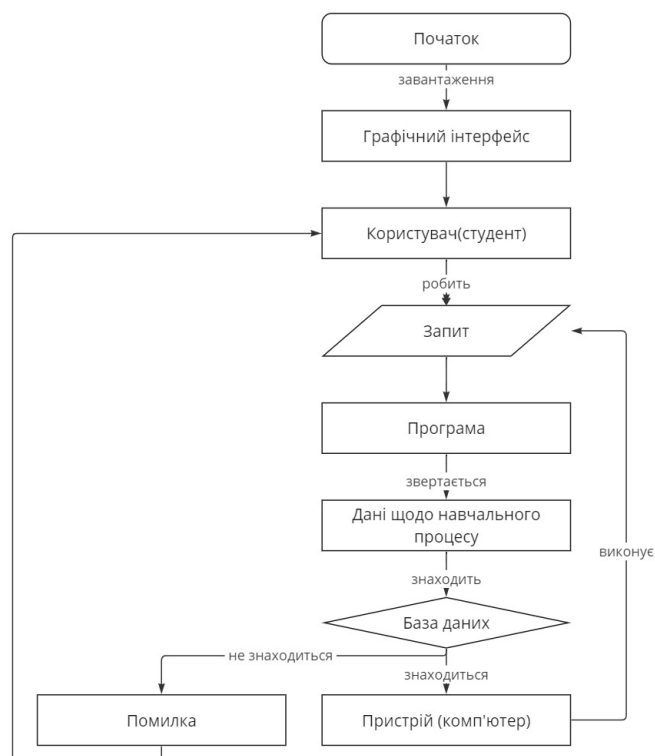 Початок
завантаження
Графічний інтерфейс
Користувач(студент)
робить
Запит
Програма
звертається
Дані щодо навчального
процесу
виконує
знаходить
База даних
не знаходиться
знаходиться
Помилка
Пристрій (комп'ютер)